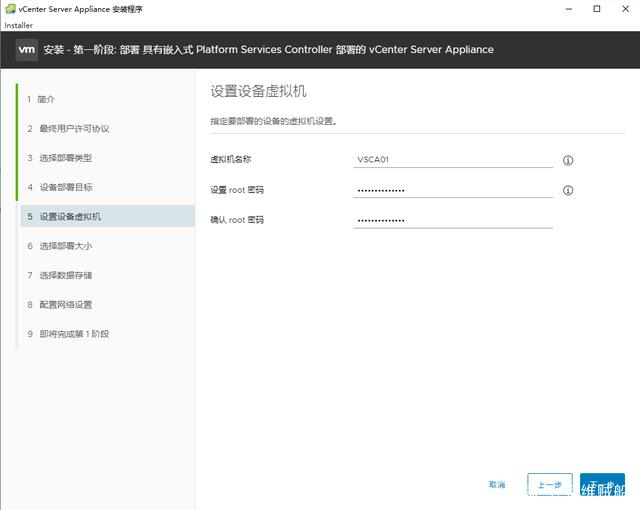 vCenter Server Appliance 安装程序
Installer
vm 安装 - 第一阶段: 部署 具有嵌入式 Platform Services Controller 部署的 vCenter Server Appliance
1 简介
2 最终用户许可协议
3 选择部署类型
4 设备部署目标
5 设置设备虚拟机
6 选择部署大小
7 选择数据存储
8 配置网络设置
9 即将完成第 1 阶段
设置设备虚拟机
指定要部署的设备的虚拟机设置。
虚拟机名称 VSCA01
设置 root 密码 ••••••••••••••
确认 root 密码 ••••••••••••••
取消 上一步
维贼船